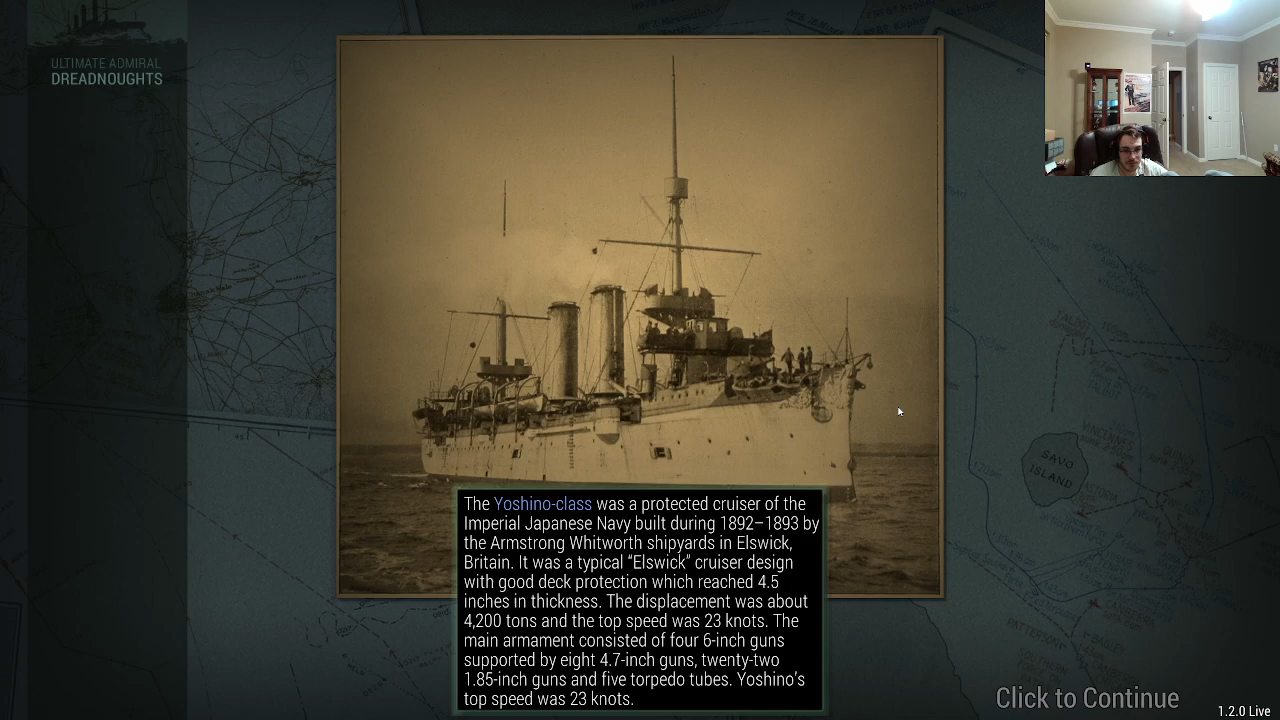 ULTIMATE ADMIRAL
DREADNOUGHTS
The Yoshino-class was a protected cruiser of the
Imperial Japanese Navy built during 1892–1893 by
the Armstrong Whitworth shipyards in Elswick,
Britain. It was a typical “Elswick” cruiser design
with good deck protection which reached 4.5
inches in thickness. The displacement was about
4,200 tons and the top speed was 23 knots. The
main armament consisted of four 6-inch guns
supported by eight 4.7-inch guns, twenty-two
1.85-inch guns and five torpedo tubes. Yoshino’s
top speed was 23 knots.
SAVO
ISLAND
Click to Continue
1.2.0 Live